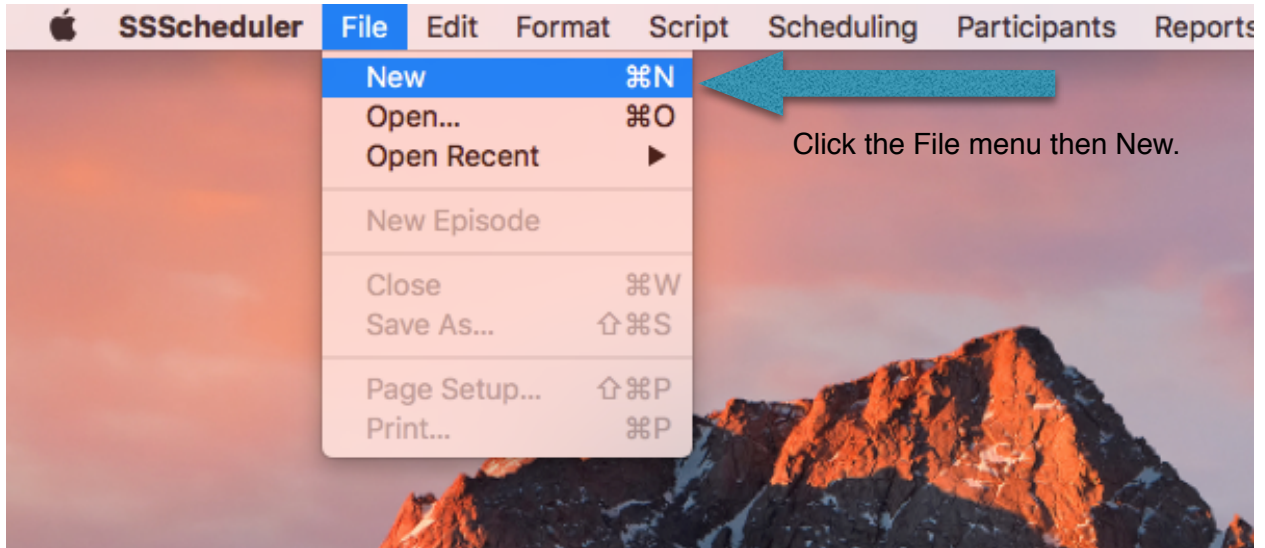 SSScheduler File Edit Format Script Scheduling Participants Reports
New ⌘N
Open... ⌘O
Open Recent ▶
New Episode
Close ⌘W
Save As... ⇧⌘S
Page Setup... ⇧⌘P
Print... ⌘P
Click the File menu then New.